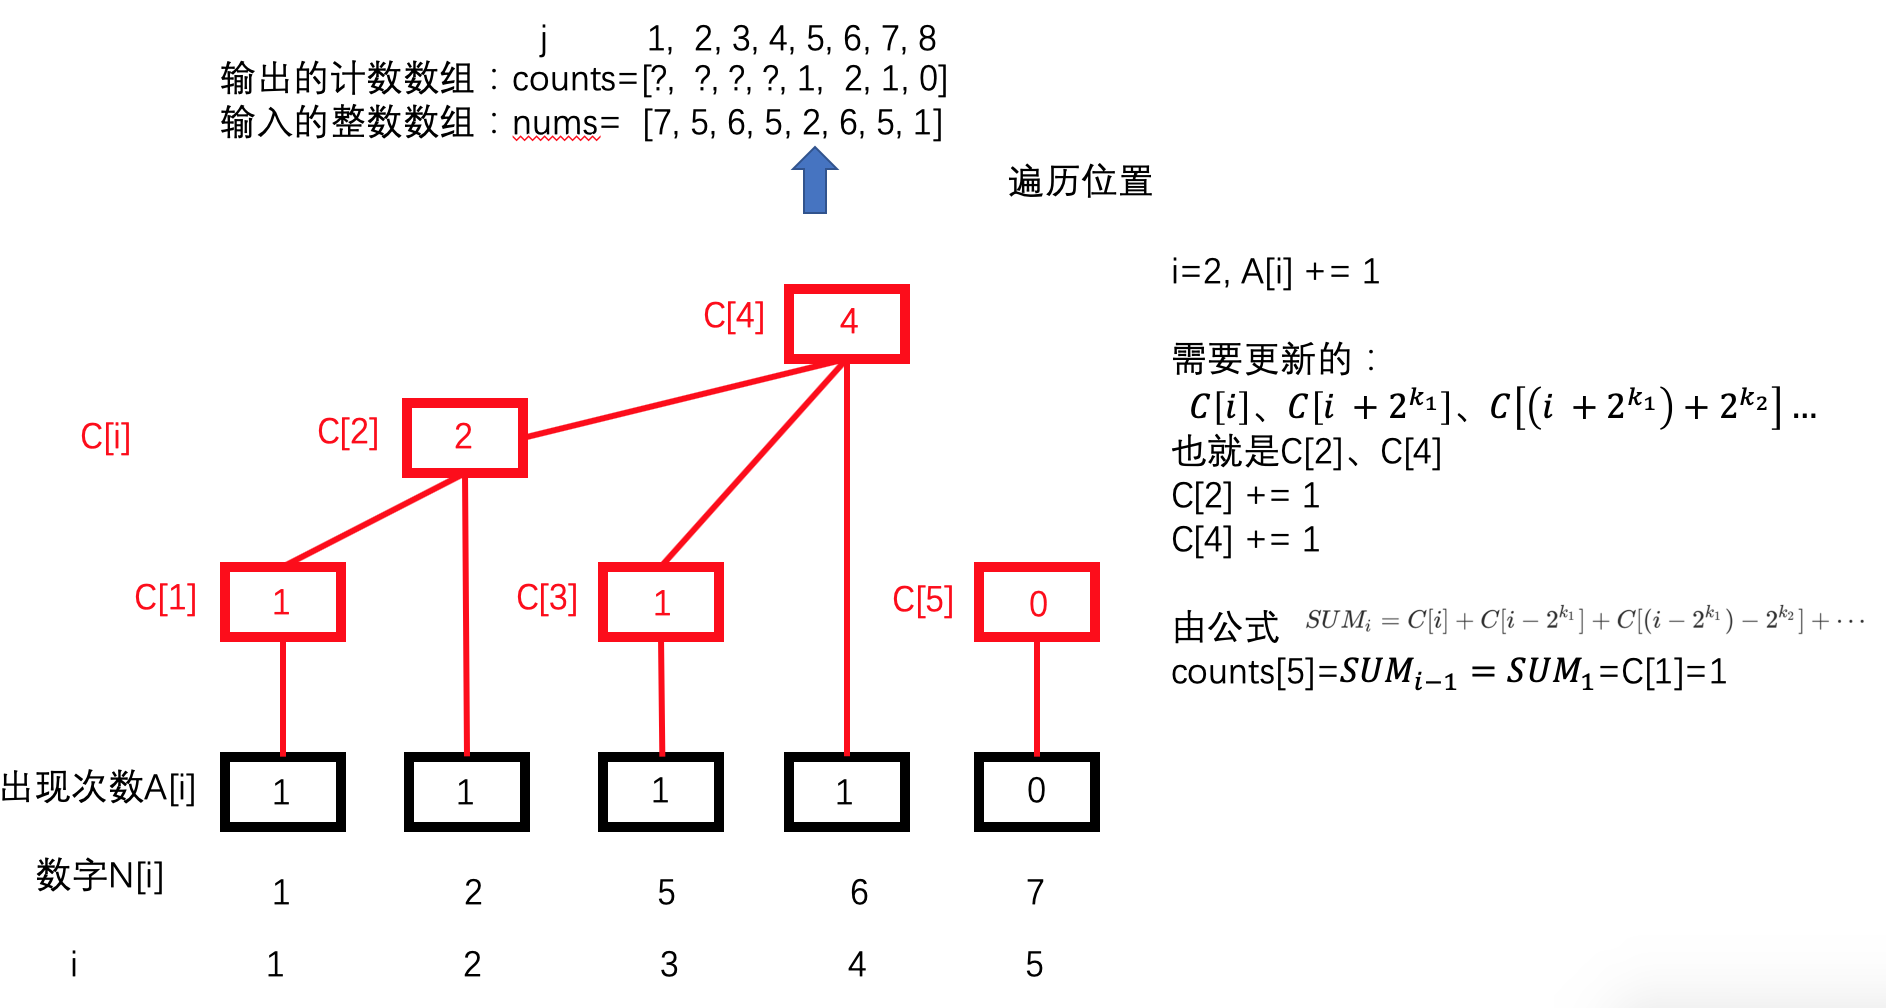 j 1, 2, 3, 4, 5, 6, 7, 8
输出的计数数组：counts=[?, ?, ?, ?, 1, 2, 1, 0]
输入的整数数组：nums= [7, 5, 6, 5, 2, 6, 5, 1]
遍历位置
i=2, A[i] += 1
C[4] 4
需要更新的：
C[i]、C[i + 2^{k_1}]、C[(i + 2^{k_1}) + 2^{k_2}] ...
C[i] C[2] 2
也就是C[2]、C[4]
C[2] += 1
C[4] += 1
C[1] 1 C[3] 1 C[5] 0
由公式 SUM_i = C[i] + C[i − 2^{k_1}] + C[(i − 2^{k_1}) − 2^{k_2}] + ⋯
counts[5]=SUM_{i−1} = SUM_1=C[1]=1
出现次数A[i] 1 1 1 1 0
数字N[i] 1 2 5 6 7
i 1 2 3 4 5